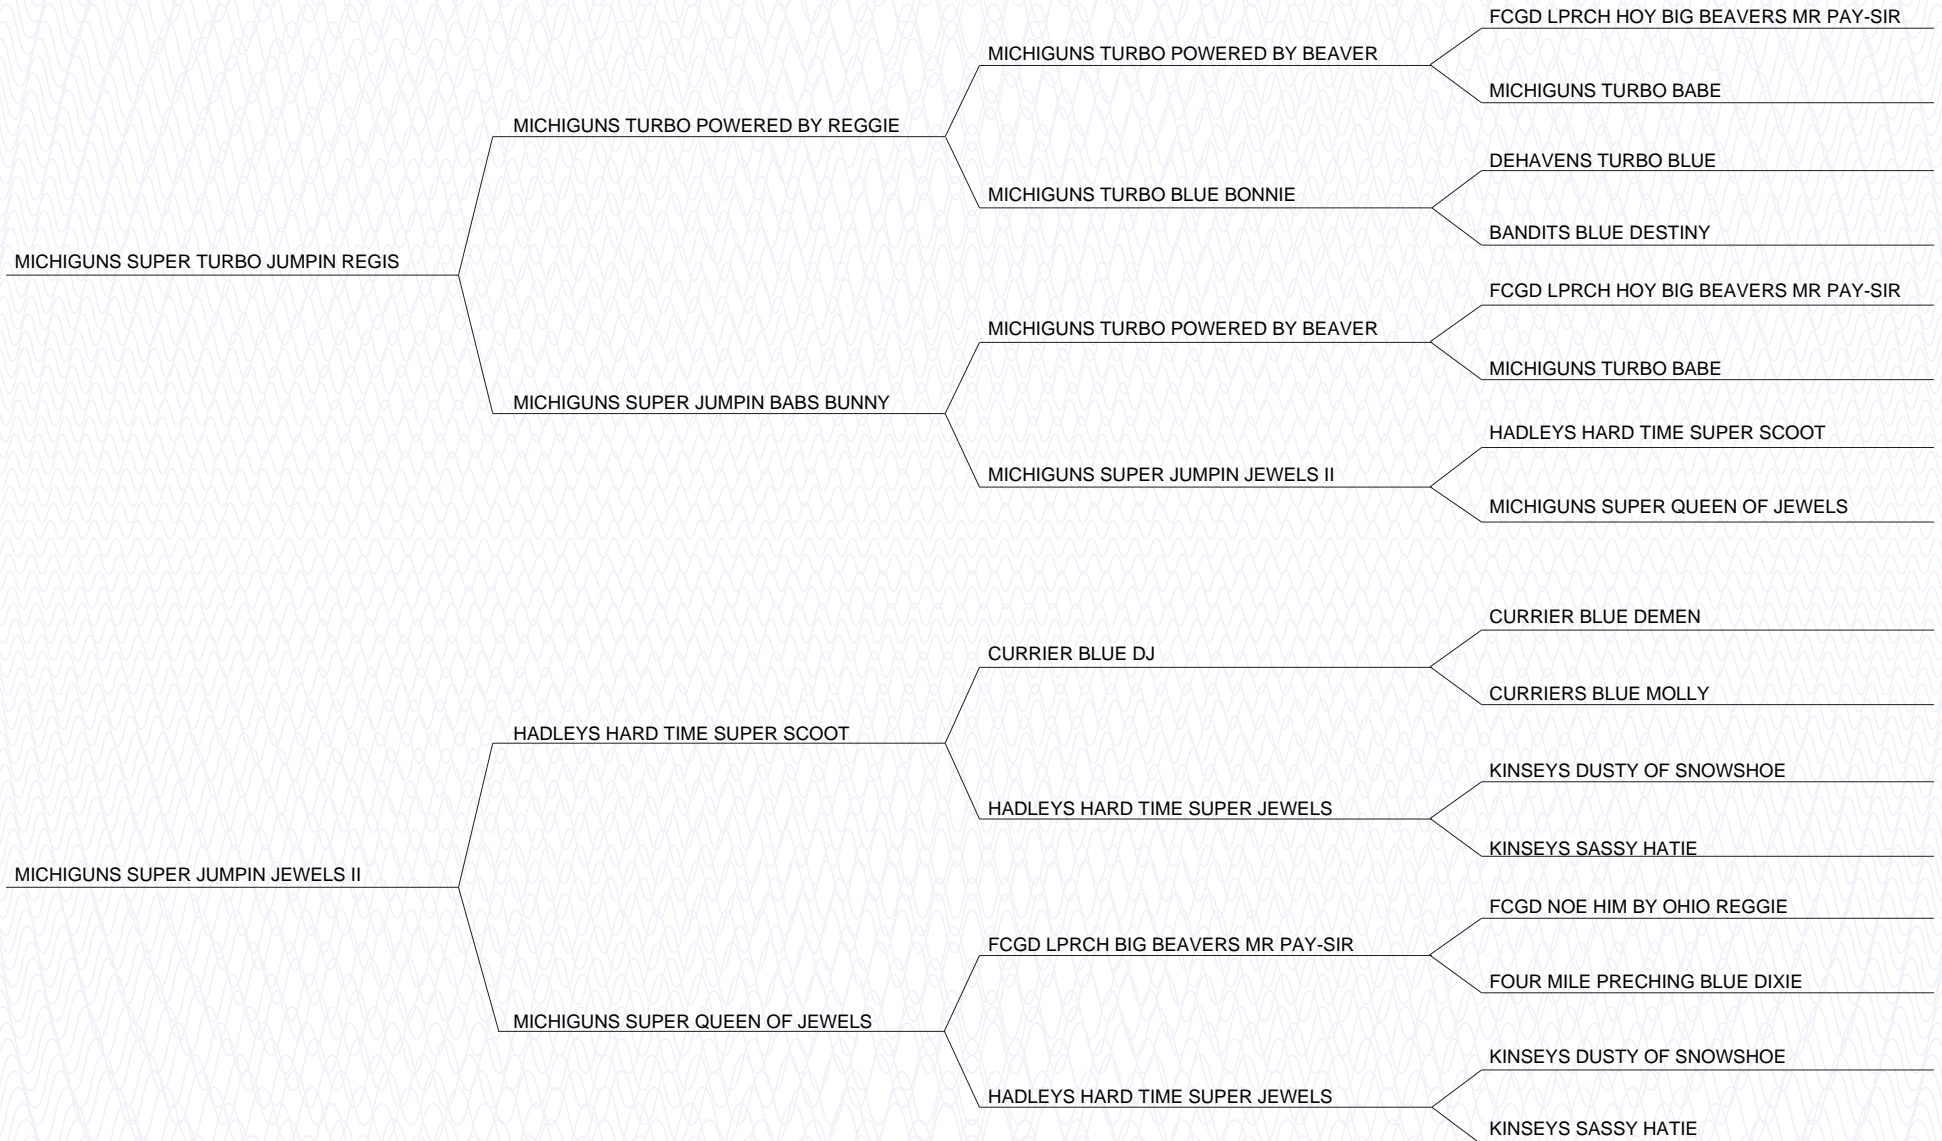 FCGD LPRCH HOY BIG BEAVERS MR PAY-SIR
MICHIGUNS TURBO POWERED BY BEAVER
MICHIGUNS TURBO BABE
MICHIGUNS TURBO POWERED BY REGGIE
DEHAVENS TURBO BLUE
MICHIGUNS TURBO BLUE BONNIE
BANDITS BLUE DESTINY
MICHIGUNS SUPER TURBO JUMPIN REGIS
FCGD LPRCH HOY BIG BEAVERS MR PAY-SIR
MICHIGUNS TURBO POWERED BY BEAVER
MICHIGUNS TURBO BABE
MICHIGUNS SUPER JUMPIN BABS BUNNY
HADLEYS HARD TIME SUPER SCOOT
MICHIGUNS SUPER JUMPIN JEWELS II
MICHIGUNS SUPER QUEEN OF JEWELS
CURRIER BLUE DEMEN
CURRIER BLUE DJ
CURRIERS BLUE MOLLY
HADLEYS HARD TIME SUPER SCOOT
KINSEYS DUSTY OF SNOWSHOE
HADLEYS HARD TIME SUPER JEWELS
KINSEYS SASSY HATIE
MICHIGUNS SUPER JUMPIN JEWELS II
FCGD NOE HIM BY OHIO REGGIE
FCGD LPRCH BIG BEAVERS MR PAY-SIR
FOUR MILE PRECHING BLUE DIXIE
MICHIGUNS SUPER QUEEN OF JEWELS
KINSEYS DUSTY OF SNOWSHOE
HADLEYS HARD TIME SUPER JEWELS
KINSEYS SASSY HATIE